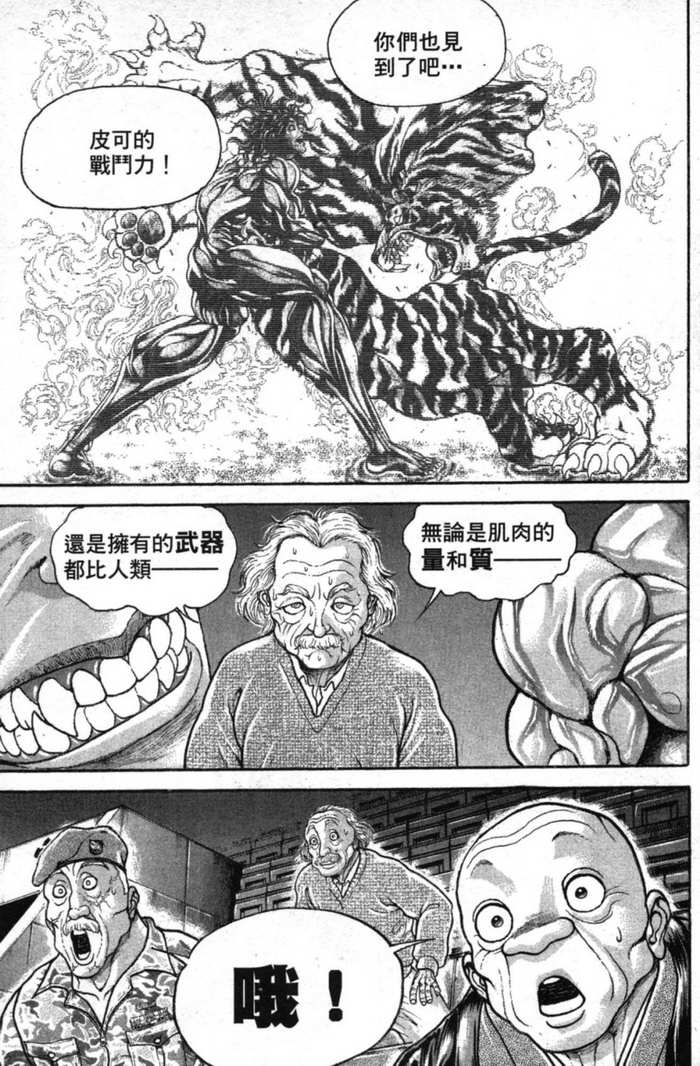 你們也見
到了吧⋯
皮可的
戰鬥力！
無論是肌肉的
量和質——
還是擁有的武器
都比人類——
哦！